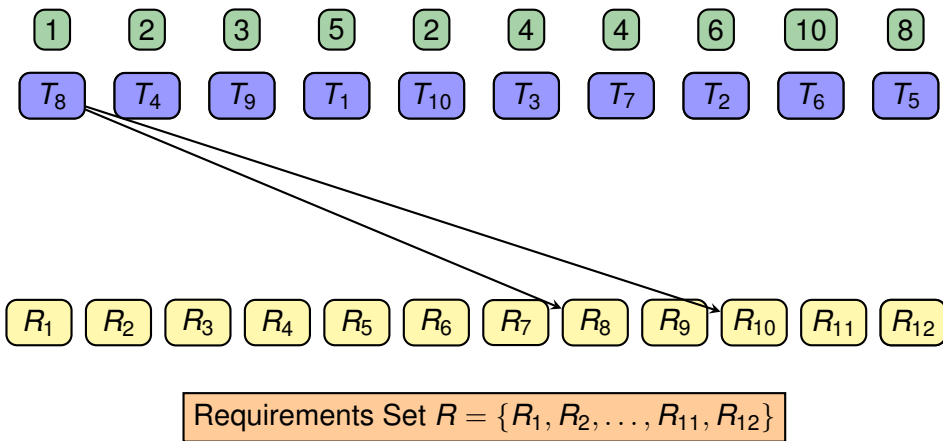 1 2 3 5 2 4 4 6 10 8
T₈ T₄ T₉ T₁ T₁₀ T₃ T₇ T₂ T₆ T₅
R₁ R₂ R₃ R₄ R₅ R₆ R₇ R₈ R₉ R₁₀ R₁₁ R₁₂
Requirements Set R = {R₁, R₂, . . . , R₁₁, R₁₂}